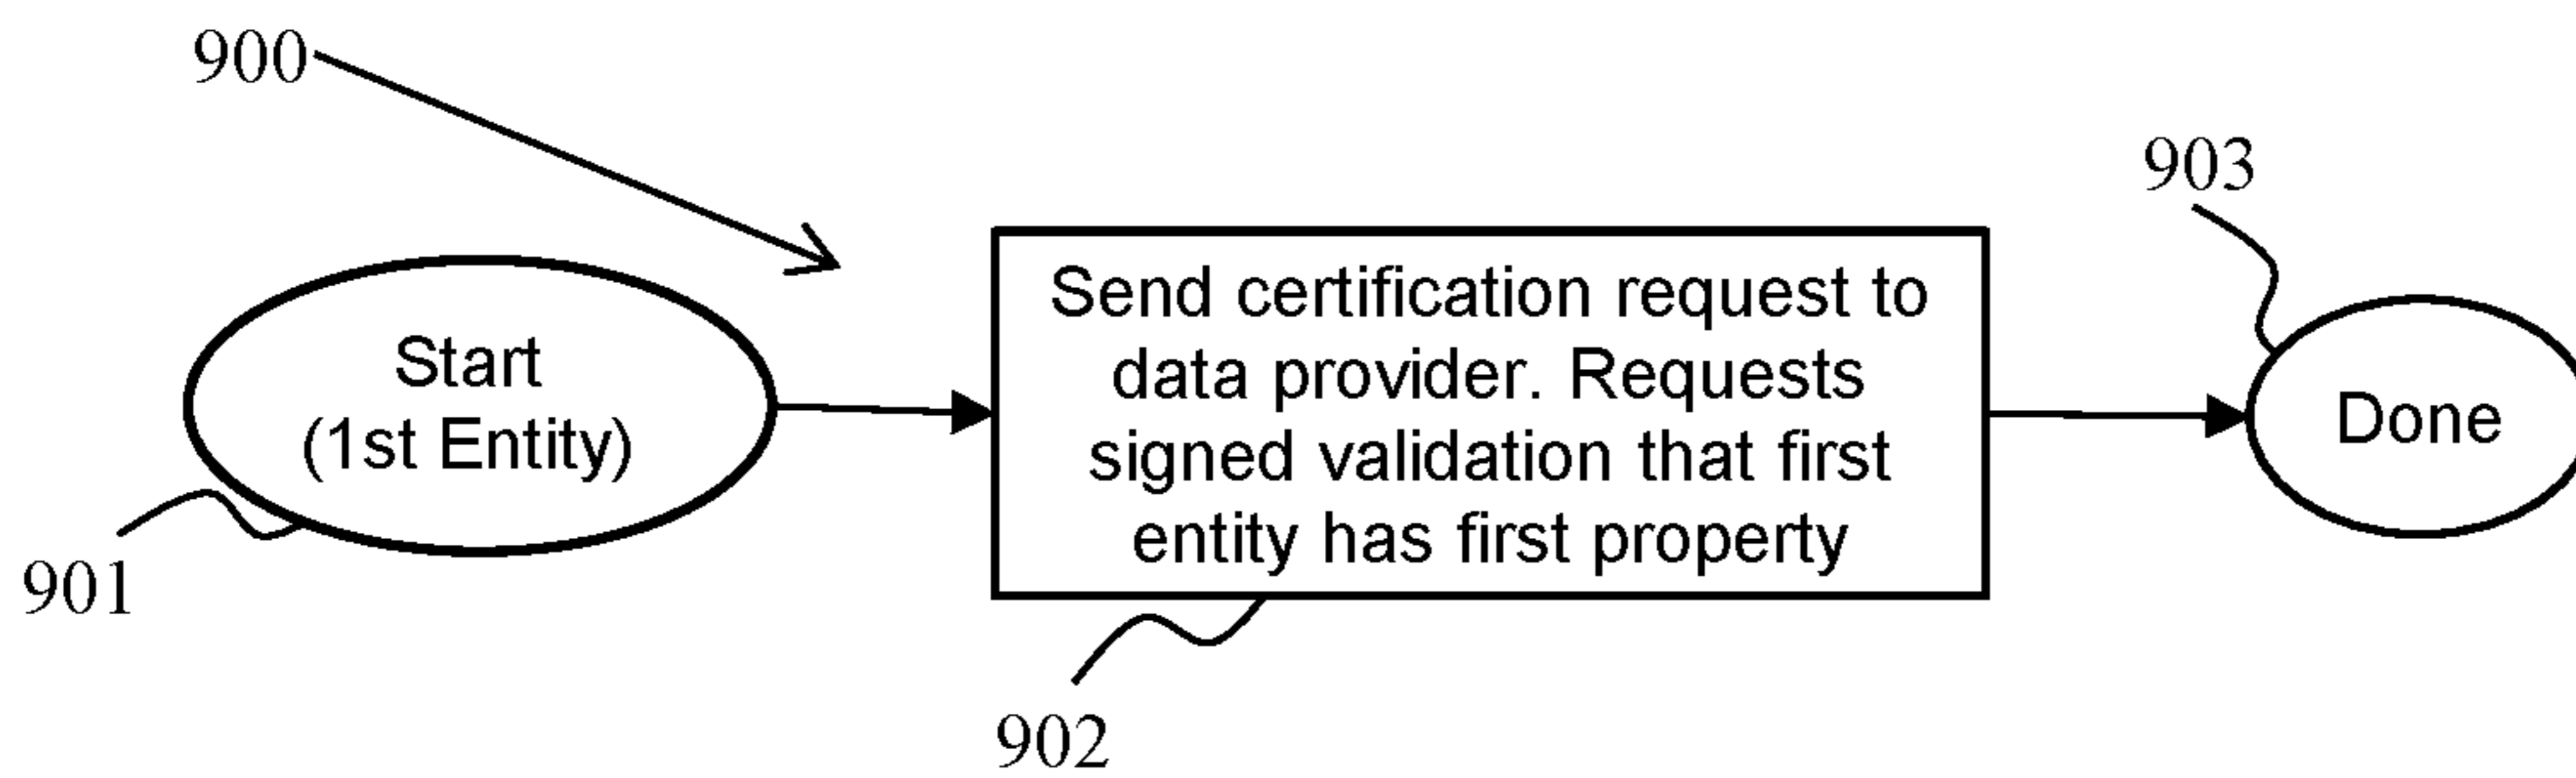 900
903
Start
(1st Entity)
Send certification request to
data provider. Requests
signed validation that first
entity has first property
Done
901
902